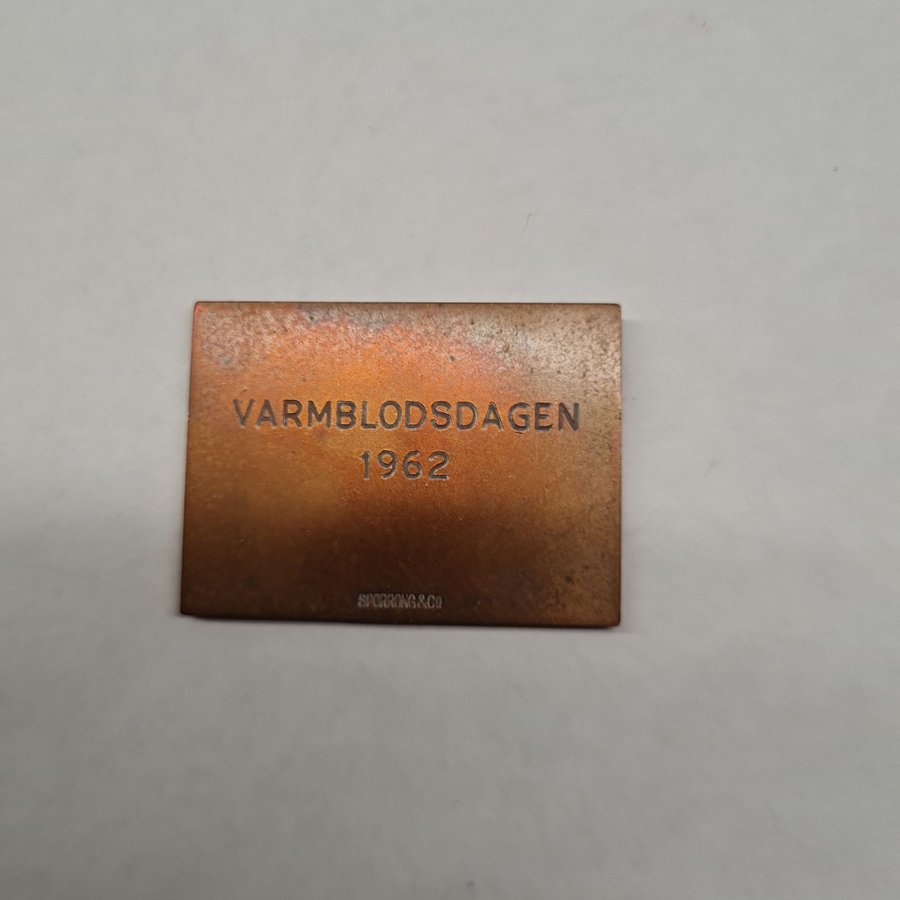 VARMBLODSDAGEN
1962
SPORRONG & Co